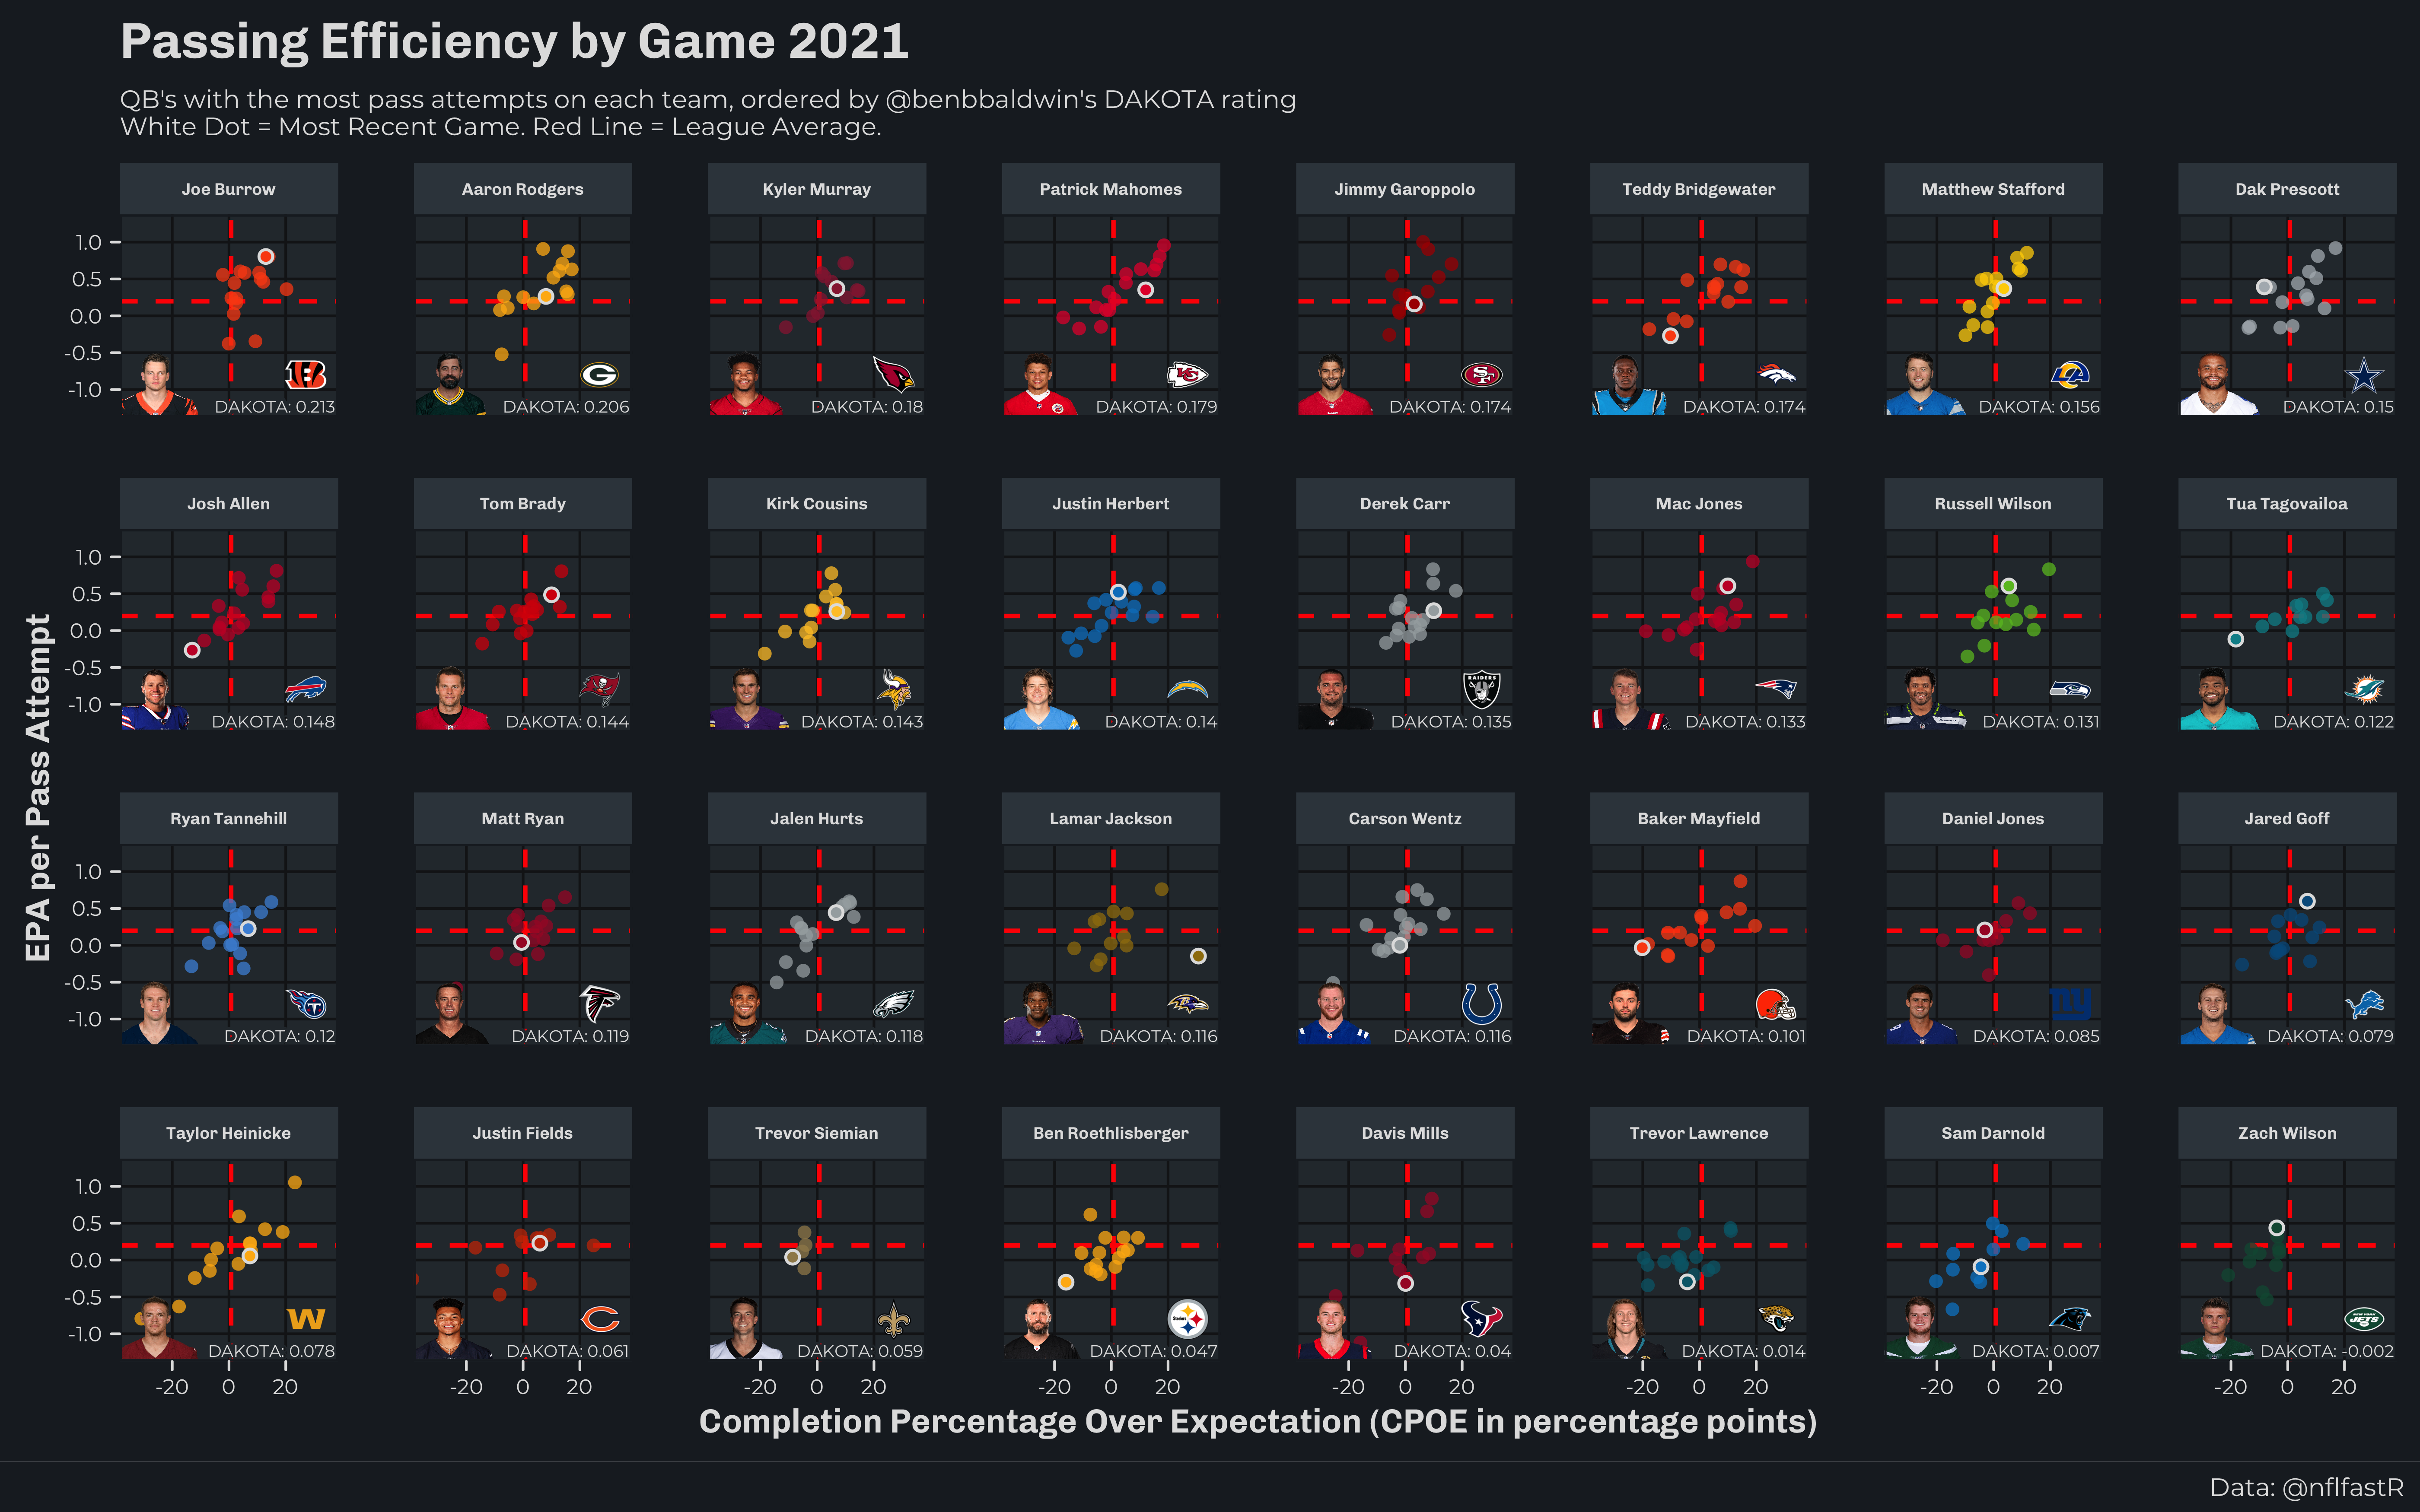 Passing Efficiency by Game 2021
QB's with the most pass attempts on each team, ordered by @benbbaldwin's DAKOTA rating
White Dot = Most Recent Game. Red Line = League Average.
Joe Burrow Aaron Rodgers Kyler Murray Patrick Mahomes Jimmy Garoppolo Teddy Bridgewater Matthew Stafford Dak Prescott
1.0
0.5
0.0
-0.5
-1.0
DAKOTA: 0.213 DAKOTA: 0.206 DAKOTA: 0.18 DAKOTA: 0.179 DAKOTA: 0.174 DAKOTA: 0.174 DAKOTA: 0.156 DAKOTA: 0.15
Josh Allen Tom Brady Kirk Cousins Justin Herbert Derek Carr Mac Jones Russell Wilson Tua Tagovailoa
1.0
0.5
0.0
-0.5
RAIDERS
-1.0
DAKOTA: 0.148 DAKOTA: 0.144 DAKOTA: 0.143 DAKOTA: 0.14 DAKOTA: 0.135 DAKOTA: 0.133 DAKOTA: 0.131 DAKOTA: 0.122
EPA per Pass Attempt
Ryan Tannehill Matt Ryan Jalen Hurts Lamar Jackson Carson Wentz Baker Mayfield Daniel Jones Jared Goff
1.0
0.5
0.0
-0.5
ny
-1.0
DAKOTA: 0.12 DAKOTA: 0.119 DAKOTA: 0.118 DAKOTA: 0.116 DAKOTA: 0.116 DAKOTA: 0.101 DAKOTA: 0.085 DAKOTA: 0.079
Taylor Heinicke Justin Fields Trevor Siemian Ben Roethlisberger Davis Mills Trevor Lawrence Sam Darnold Zach Wilson
1.0
0.5
0.0
-0.5
W C Steelers NEW YORK JETS
-1.0
DAKOTA: 0.078 DAKOTA: 0.061 DAKOTA: 0.059 DAKOTA: 0.047 DAKOTA: 0.04 DAKOTA: 0.014 DAKOTA: 0.007 DAKOTA: -0.002
-20 0 20 -20 0 20 -20 0 20 -20 0 20 -20 0 20 -20 0 20 -20 0 20 -20 0 20
Completion Percentage Over Expectation (CPOE in percentage points)
Data: @nflfastR